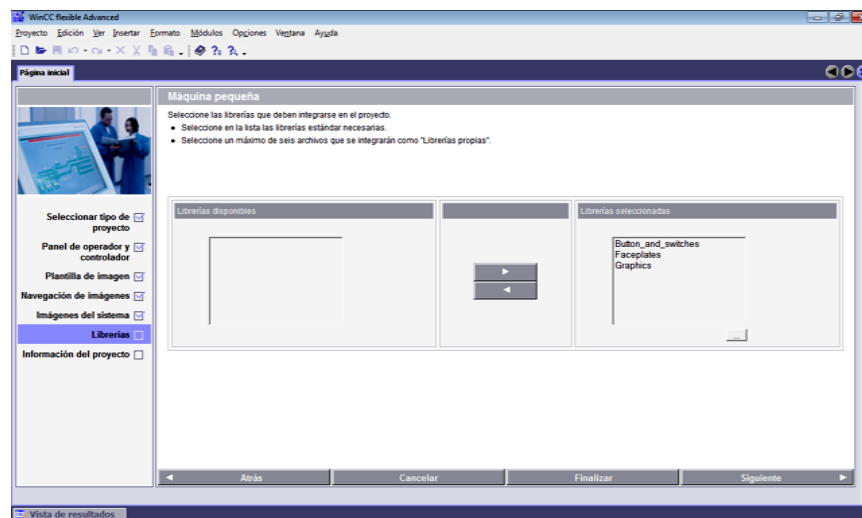 WinCC flexible Advanced
Proyecto Edición Ver Insertar Formato Módulos Opciones Ventana Ayuda
Página inicial
Máquina pequeña
Seleccione las librerías que deben integrarse en el proyecto.
• Seleccione en la lista las librerías estándar necesarias.
• Seleccione un máximo de seis archivos que se integrarán como "Librerías propias".
Seleccionar tipo de
proyecto
Panel de operador y
controlador
Plantilla de imagen
Navegación de imágenes
Imágenes del sistema
Librerías
Información del proyecto
Librerías disponibles
Librerías seleccionadas
Button_and_switches
Faceplates
Graphics
...
Atrás Cancelar Finalizar Siguiente
Vista de resultados